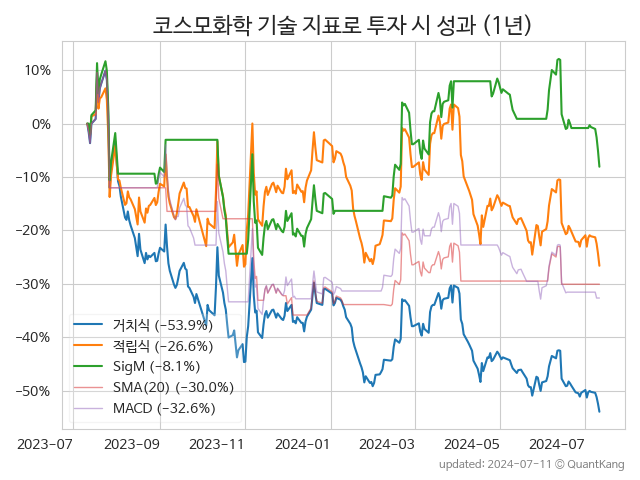 코스모화학 기술 지표로 투자 시 성과 (1년)
10%
0%
−10%
−20%
−30%
−40%
−50%
거치식 (−53.9%)
적립식 (−26.6%)
SigM (−8.1%)
SMA(20) (−30.0%)
MACD (−32.6%)
2023-07 2023-09 2023-11 2024-01 2024-03 2024-05 2024-07
updated: 2024-07-11 © QuantKang